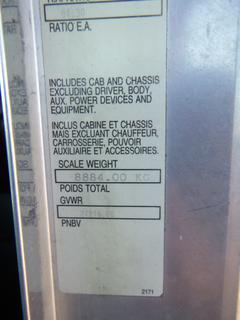 RATIO E.A.
INCLUDES CAB AND CHASSIS
EXCLUDING DRIVER, BODY,
AUX. POWER DEVICES AND
EQUIPMENT.
INCLUS CABINE ET CHASSIS
MAIS EXCLUANT CHAUFFEUR,
CARROSSERIE, POUVOIR
AUXILIAIRE ET ACCESSOIRES.
SCALE WEIGHT
8884.00 KG
POIDS TOTAL
GVWR
PNBV
2171